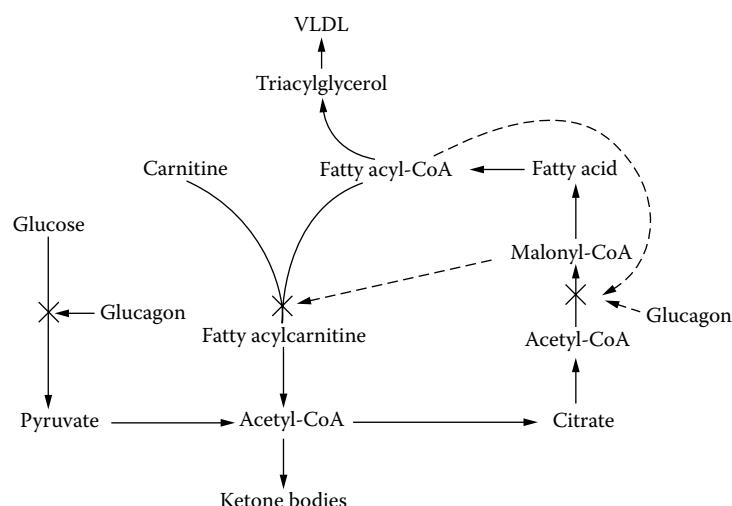 VLDL
Triacylglycerol
Carnitine
Fatty acyl-CoA
Fatty acid
Glucose
Malonyl-CoA
Glucagon
Glucagon
Fatty acylcarnitine
Acetyl-CoA
Pyruvate
Acetyl-CoA
Citrate
Ketone bodies